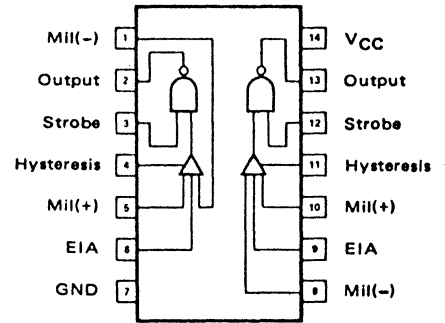 Mil(-) 1 14 VCC
Output 2 13 Output
Strobe 3 12 Strobe
Hysteresis 4 11 Hysteresis
Mil(+) 5 10 Mil(+)
EIA 6 9 EIA
GND 7 8 Mil(-)